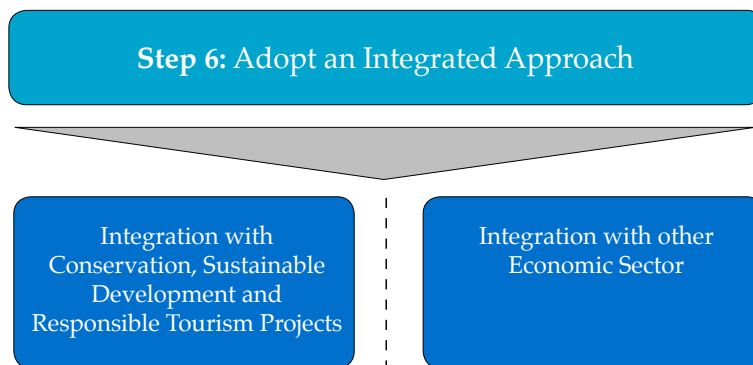 Step 6: Adopt an Integrated Approach
Integration with
Conservation, Sustainable
Development and
Responsible Tourism Projects
Integration with other
Economic Sector